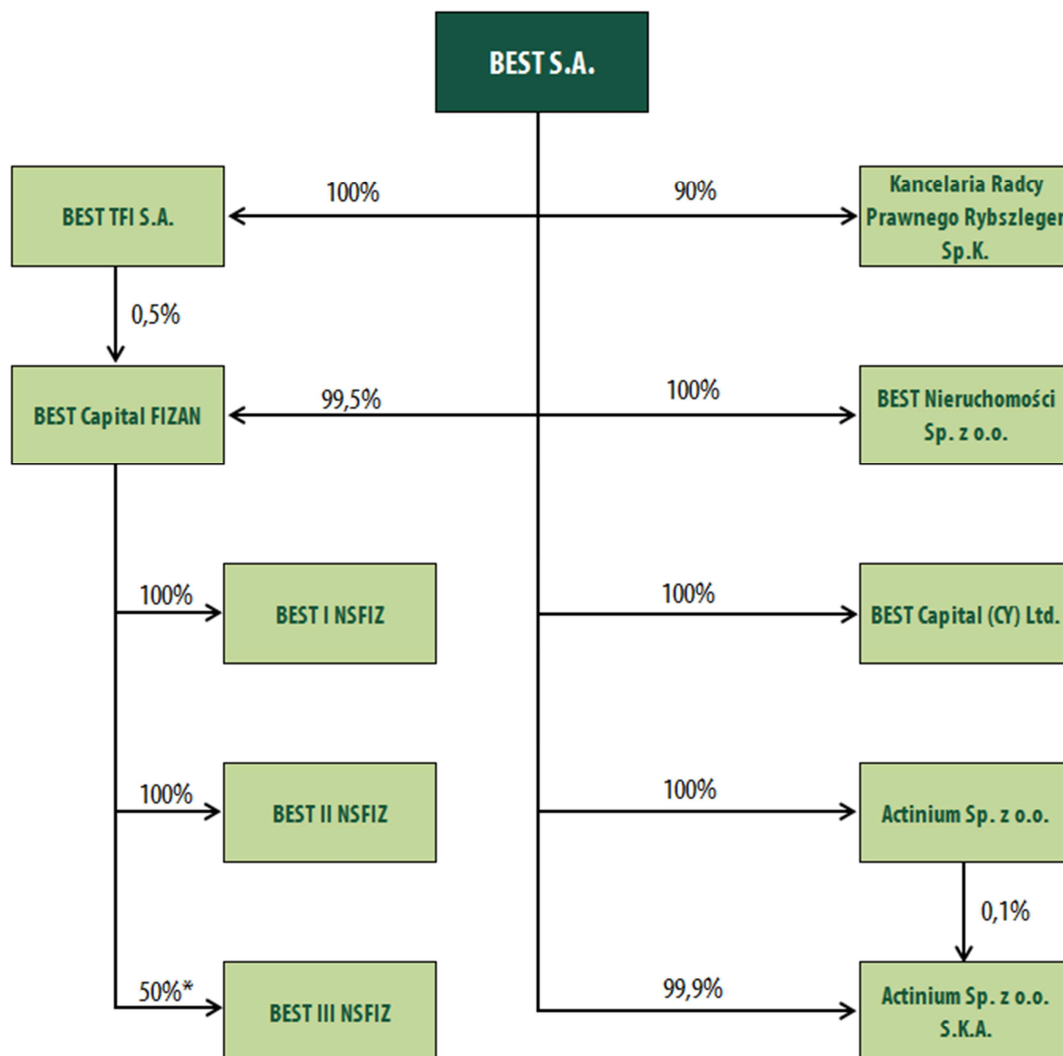 BEST S.A.
100%
90%
BEST TFI S.A.
Kancelaria Radcy
Prawnego Rybszleger
Sp.K.
0,5%
99,5%
100%
BEST Capital FIZAN
BEST Nieruchomości
Sp. z o.o.
100%
100%
BEST I NSFIZ
BEST Capital (CY) Ltd.
100%
100%
BEST II NSFIZ
Actinium Sp. z o.o.
0,1%
50%*
99,9%
BEST III NSFIZ
Actinium Sp. z o.o.
S.K.A.